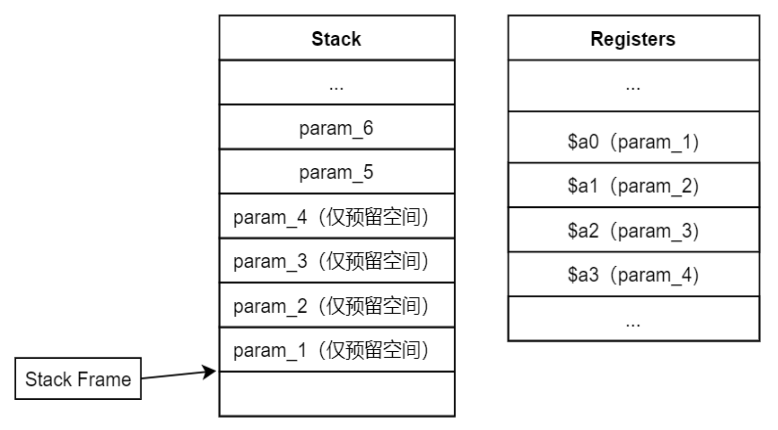 Stack
...
param_6
param_5
param_4（仅预留空间）
param_3（仅预留空间）
param_2（仅预留空间）
param_1（仅预留空间）
Stack Frame
Registers
...
$a0（param_1）
$a1（param_2）
$a2（param_3）
$a3（param_4）
...